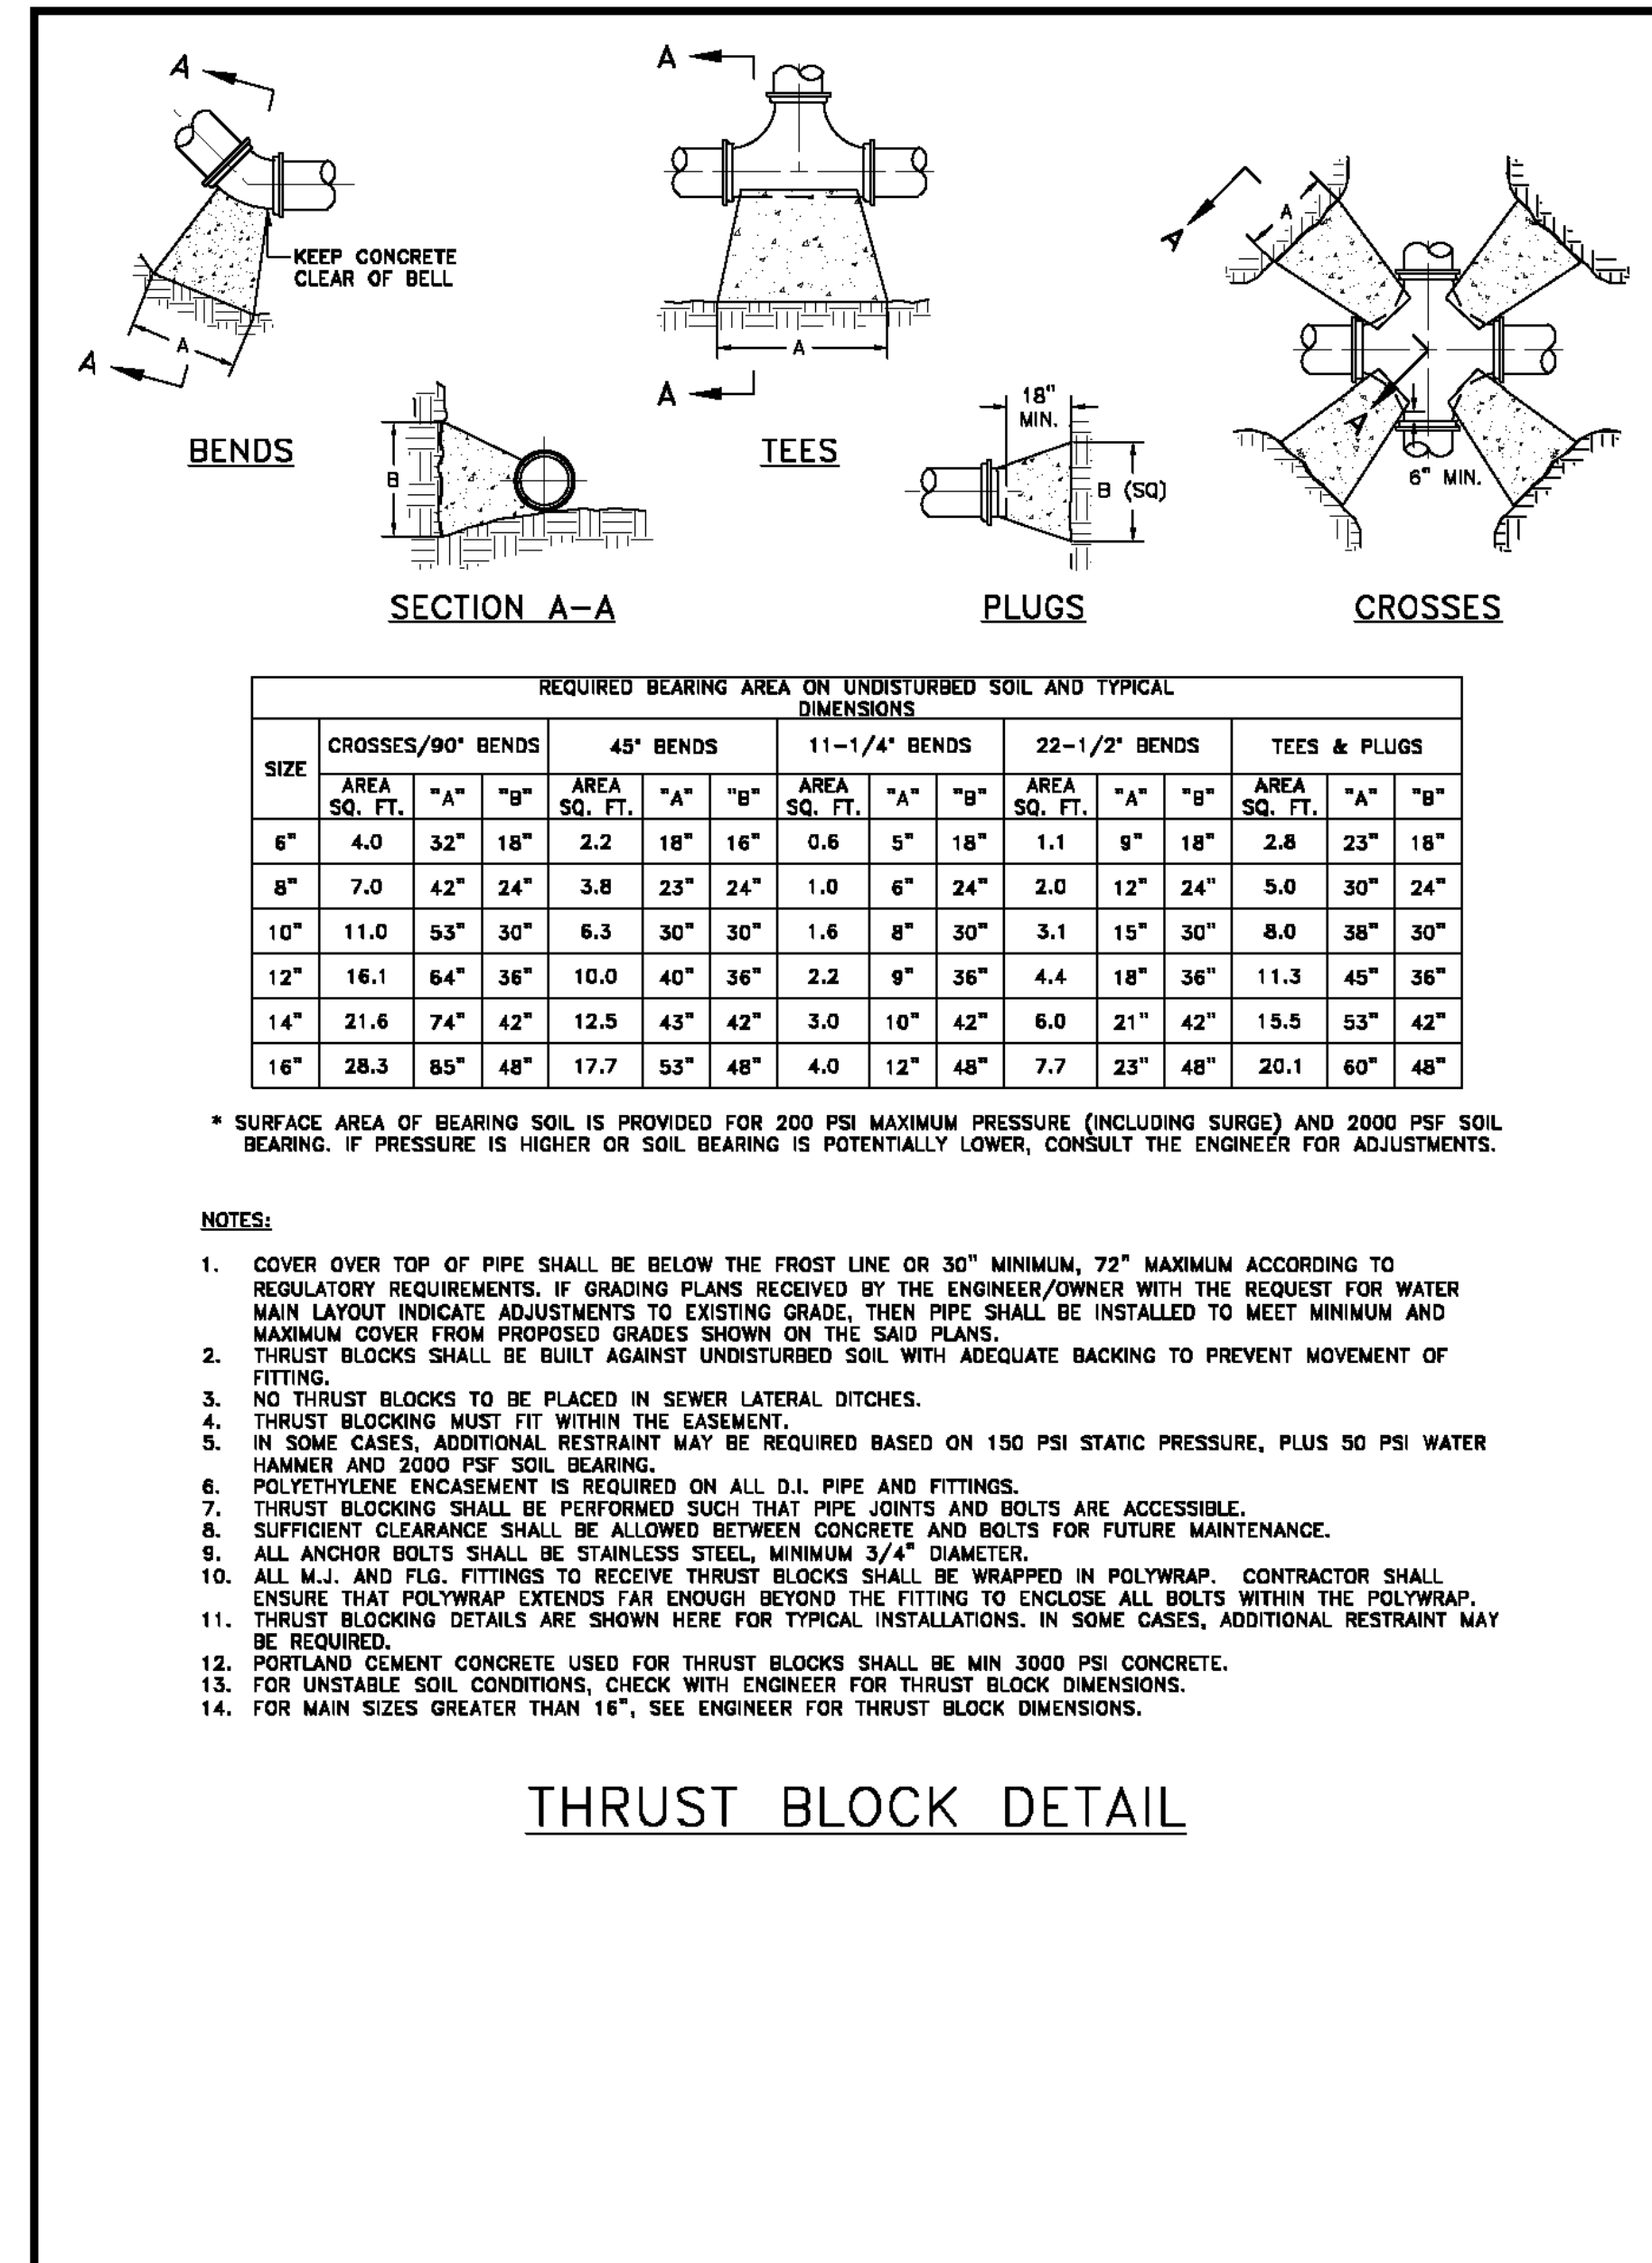 A
A
KEEP CONCRETE
CLEAR OF BELL
A
A
A
A
A
A
A
BENDS
TEES
18"
MIN.
B
B (SQ)
6" MIN.
SECTION A-A
PLUGS
CROSSES
REQUIRED BEARING AREA ON UNDISTURBED SOIL AND TYPICAL
DIMENSIONS
SIZE CROSSES/90° BENDS 45° BENDS 11-1/4° BENDS 22-1/2° BENDS TEES & PLUGS
AREA SQ. FT. "A" "B" AREA SQ. FT. "A" "B" AREA SQ. FT. "A" "B" AREA SQ. FT. "A" "B" AREA SQ. FT. "A" "B"
6" 4.0 32" 18" 2.2 18" 16" 0.6 5" 18" 1.1 9" 18" 2.8 23" 18"
8" 7.0 42" 24" 3.8 23" 24" 1.0 6" 24" 2.0 12" 24" 5.0 30" 24"
10" 11.0 53" 30" 6.3 30" 30" 1.6 8" 30" 3.1 15" 30" 8.0 38" 30"
12" 16.1 64" 36" 10.0 40" 36" 2.2 9" 36" 4.4 18" 36" 11.3 45" 36"
14" 21.6 74" 42" 12.5 43" 42" 3.0 10" 42" 6.0 21" 42" 15.5 53" 42"
16" 28.3 85" 48" 17.7 53" 48" 4.0 12" 48" 7.7 23" 48" 20.1 60" 48"
* SURFACE AREA OF BEARING SOIL IS PROVIDED FOR 200 PSI MAXIMUM PRESSURE (INCLUDING SURGE) AND 2000 PSF SOIL
BEARING. IF PRESSURE IS HIGHER OR SOIL BEARING IS POTENTIALLY LOWER, CONSULT THE ENGINEER FOR ADJUSTMENTS.
NOTES:
1. COVER OVER TOP OF PIPE SHALL BE BELOW THE FROST LINE OR 30" MINIMUM, 72" MAXIMUM ACCORDING TO
REGULATORY REQUIREMENTS. IF GRADING PLANS RECEIVED BY THE ENGINEER/OWNER WITH THE REQUEST FOR WATER
MAIN LAYOUT INDICATE ADJUSTMENTS TO EXISTING GRADE, THEN PIPE SHALL BE INSTALLED TO MEET MINIMUM AND
MAXIMUM COVER FROM PROPOSED GRADES SHOWN ON THE SAID PLANS.
2. THRUST BLOCKS SHALL BE BUILT AGAINST UNDISTURBED SOIL WITH ADEQUATE BACKING TO PREVENT MOVEMENT OF
FITTING.
3. NO THRUST BLOCKS TO BE PLACED IN SEWER LATERAL DITCHES.
4. THRUST BLOCKING MUST FIT WITHIN THE EASEMENT.
5. IN SOME CASES, ADDITIONAL RESTRAINT MAY BE REQUIRED BASED ON 150 PSI STATIC PRESSURE, PLUS 50 PSI WATER
HAMMER AND 2000 PSF SOIL BEARING.
6. POLYETHYLENE ENCASEMENT IS REQUIRED ON ALL D.I. PIPE AND FITTINGS.
7. THRUST BLOCKING SHALL BE PERFORMED SUCH THAT PIPE JOINTS AND BOLTS ARE ACCESSIBLE.
8. SUFFICIENT CLEARANCE SHALL BE ALLOWED BETWEEN CONCRETE AND BOLTS FOR FUTURE MAINTENANCE.
9. ALL ANCHOR BOLTS SHALL BE STAINLESS STEEL, MINIMUM 3/4" DIAMETER.
10. ALL M.J. AND FLG. FITTINGS TO RECEIVE THRUST BLOCKS SHALL BE WRAPPED IN POLYWRAP. CONTRACTOR SHALL
ENSURE THAT POLYWRAP EXTENDS FAR ENOUGH BEYOND THE FITTING TO ENCLOSE ALL BOLTS WITHIN THE POLYWRAP.
11. THRUST BLOCKING DETAILS ARE SHOWN HERE FOR TYPICAL INSTALLATIONS. IN SOME CASES, ADDITIONAL RESTRAINT MAY
BE REQUIRED.
12. PORTLAND CEMENT CONCRETE USED FOR THRUST BLOCKS SHALL BE MIN 3000 PSI CONCRETE.
13. FOR UNSTABLE SOIL CONDITIONS, CHECK WITH ENGINEER FOR THRUST BLOCK DIMENSIONS.
14. FOR MAIN SIZES GREATER THAN 16", SEE ENGINEER FOR THRUST BLOCK DIMENSIONS.
THRUST BLOCK DETAIL